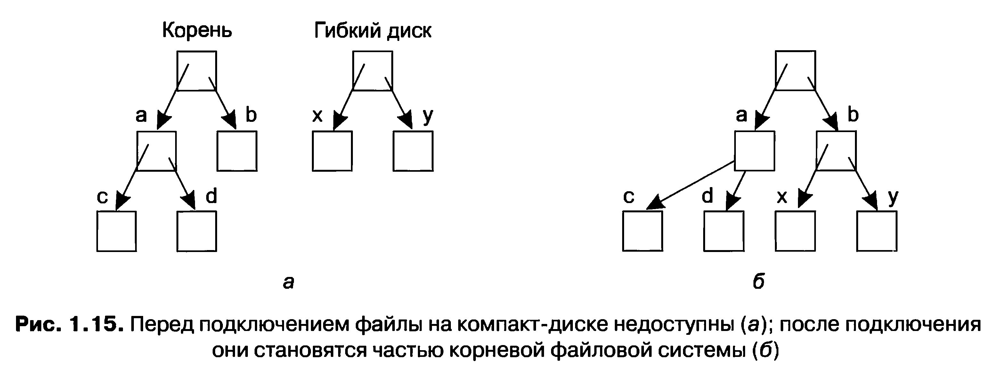 Корень
Гибкий диск
a
b
x
y
a
b
c
d
c
d
x
y
а
б
Рис. 1.15. Перед подключением файлы на компакт-диске недоступны (а); после подключения
они становятся частью корневой файловой системы (б)